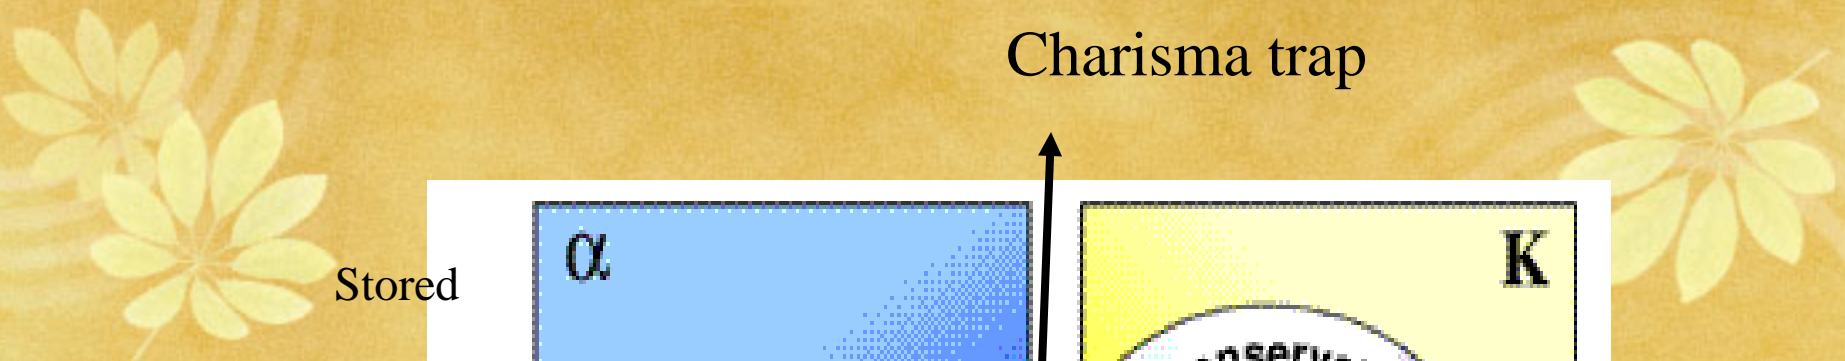 Charisma trap
α
K
Stored